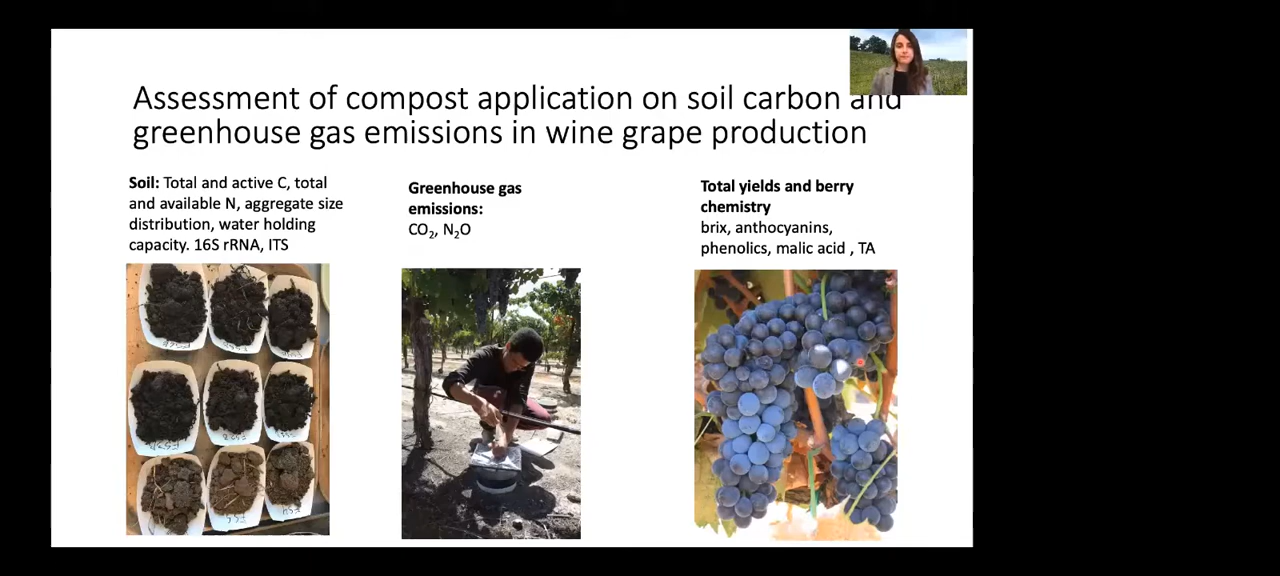 Assessment of compost application on soil carbon and
greenhouse gas emissions in wine grape production
Soil: Total and active C, total
and available N, aggregate size
distribution, water holding
capacity. 16S rRNA, ITS
Greenhouse gas
emissions:
CO₂, N₂O
Total yields and berry
chemistry
brix, anthocyanins,
phenolics, malic acid , TA